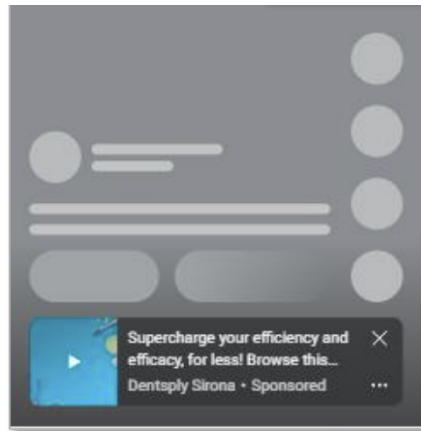 Supercharge your efficiency and
efficacy, for less! Browse this...
Dentsply Sirona • Sponsored